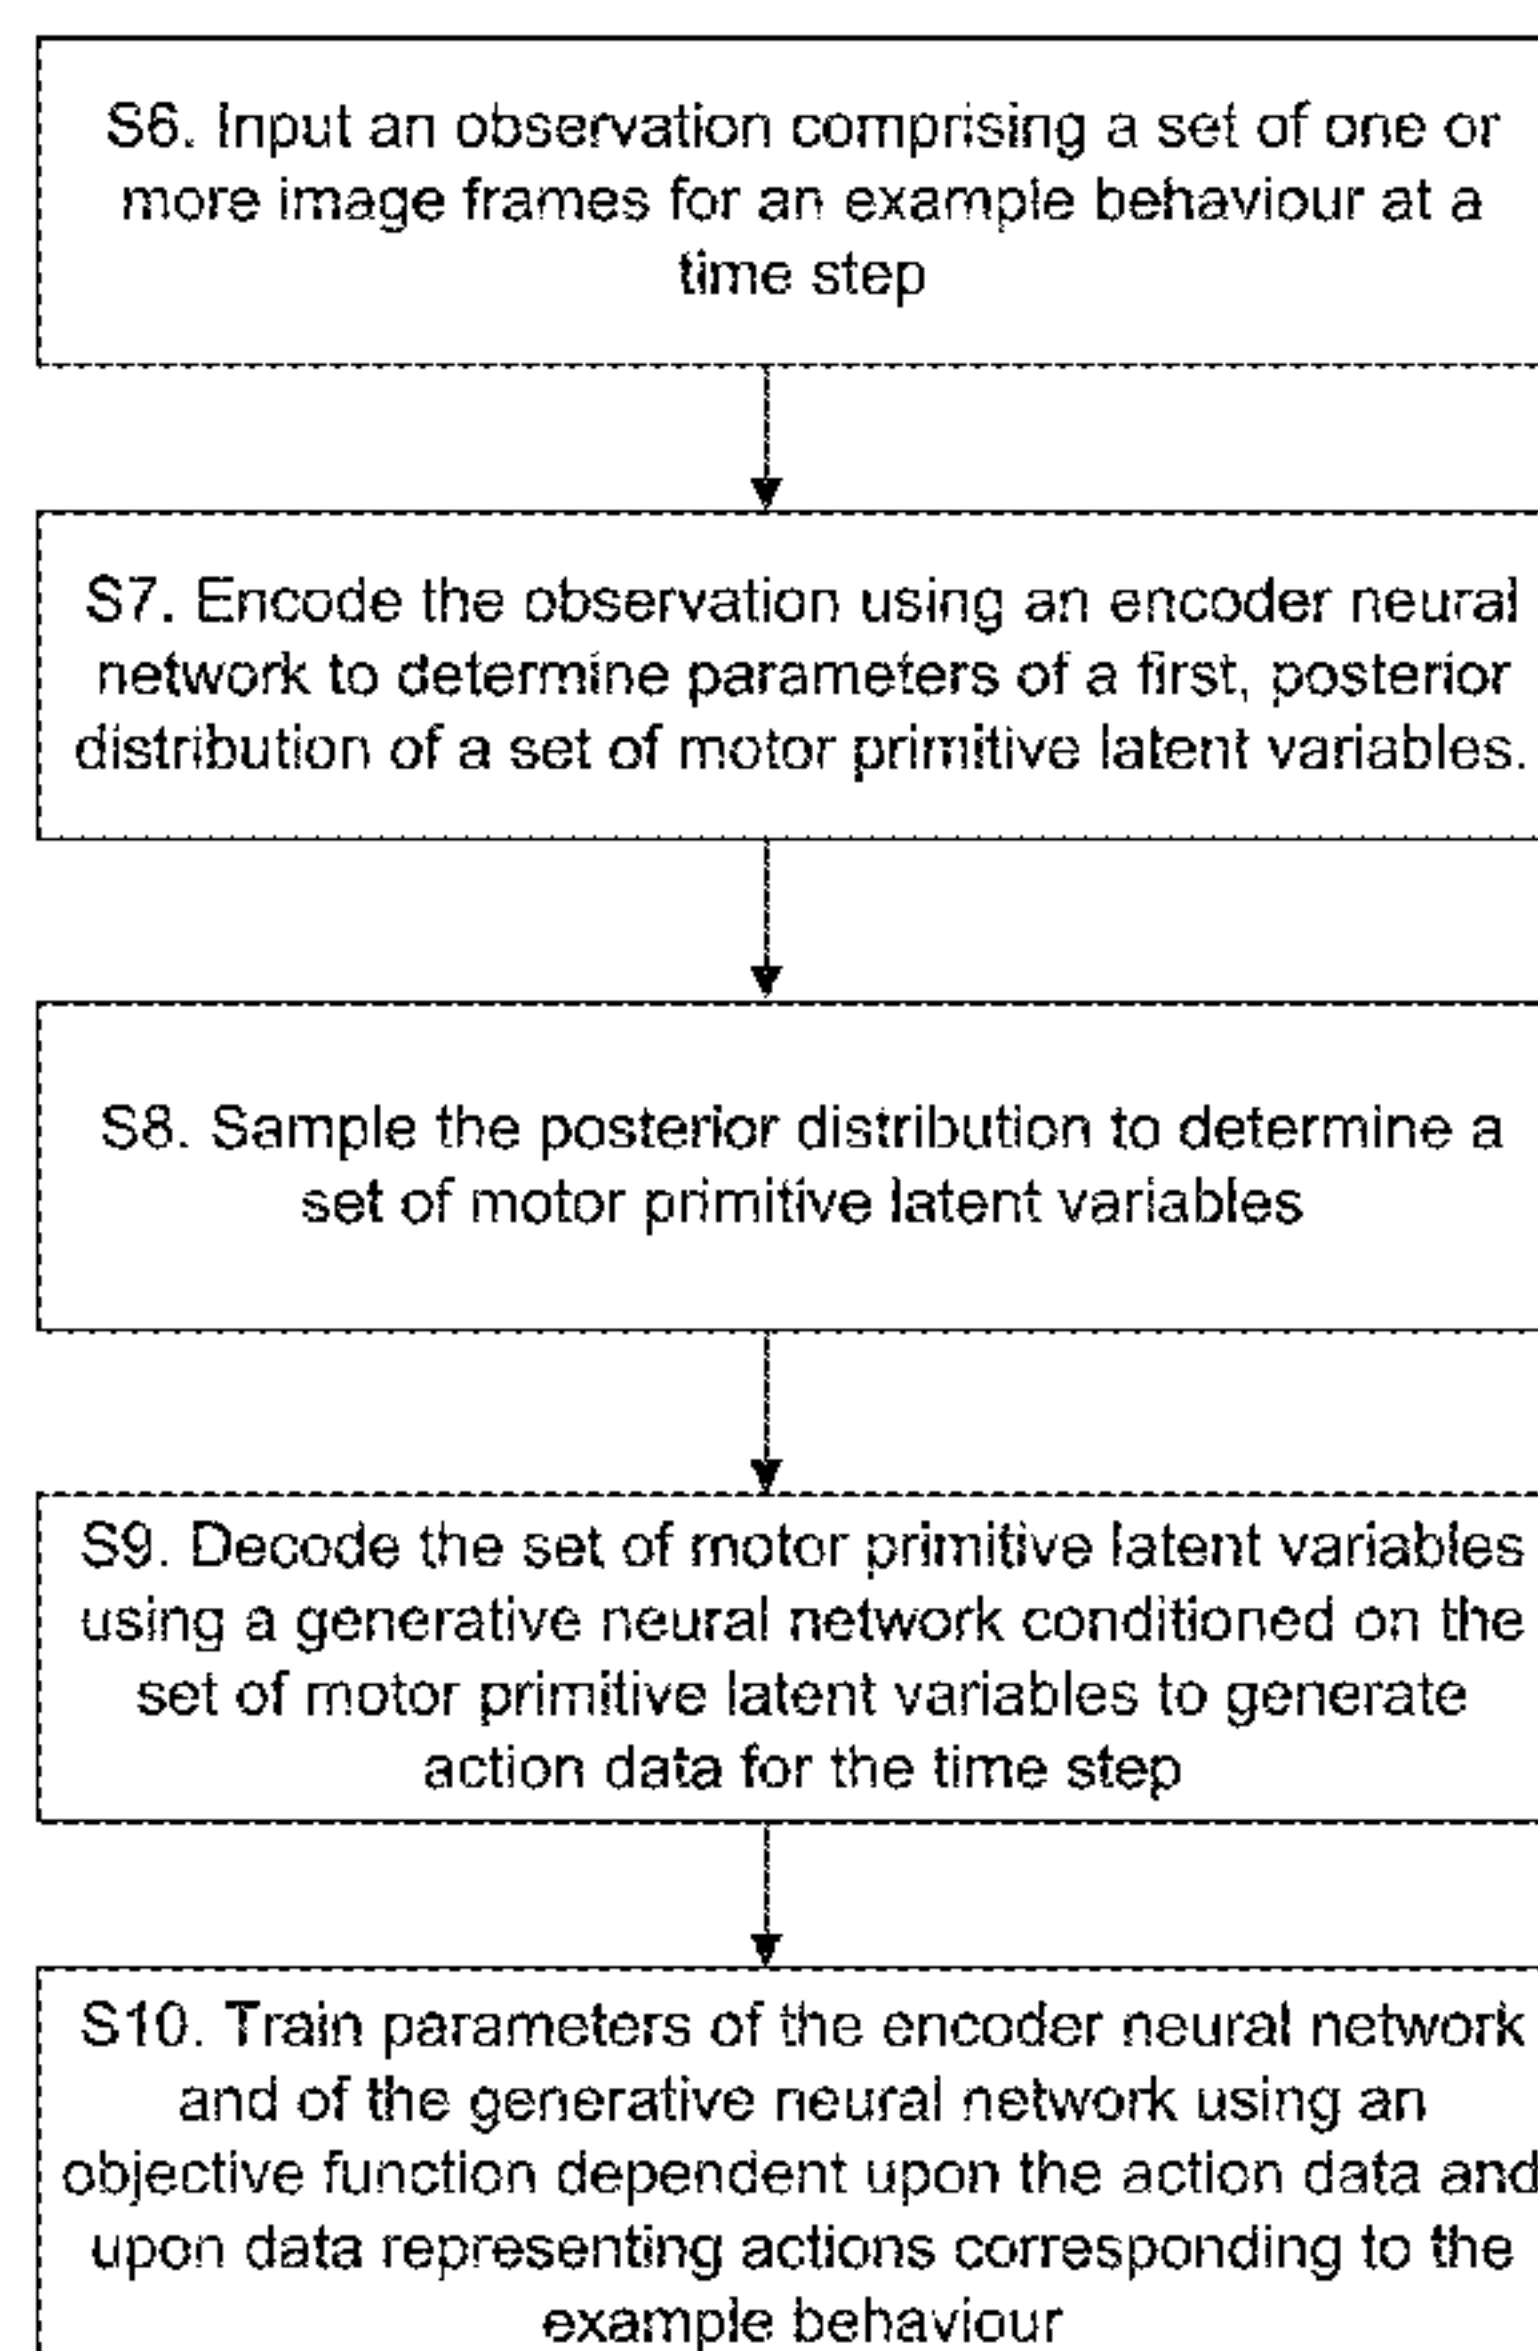 S6. Input an observation comprising a set of one or
more image frames for an example behaviour at a
time step
S7. Encode the observation using an encoder neural
network to determine parameters of a first, posterior
distribution of a set of motor primitive latent variables.
S8. Sample the posterior distribution to determine a
set of motor primitive latent variables
S9. Decode the set of motor primitive latent variables
using a generative neural network conditioned on the
set of motor primitive latent variables to generate
action data for the time step
S10. Train parameters of the encoder neural network
and of the generative neural network using an
objective function dependent upon the action data and
upon data representing actions corresponding to the
example behaviour